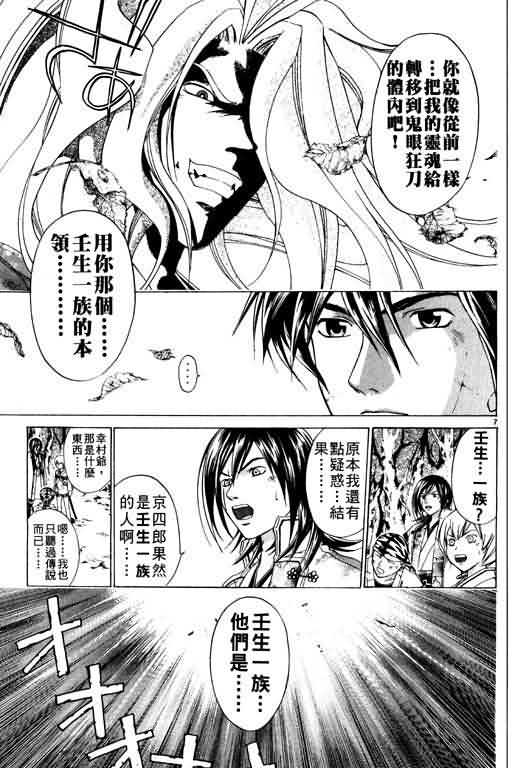 你就像從前一樣
…把我的靈魂給
轉移到鬼眼狂刀
的體內吧！
用你那個……
壬生一族的本
領…………
……
7
壬生…一族？
原本我還有
點疑惑…結
果……
京四郎果然
是壬生一族
的人啊……
幸村爺，
那是什麼
東西…
嗯……我也
只聽過傳說
而已…
壬生一族…
他們是……
オオオオ